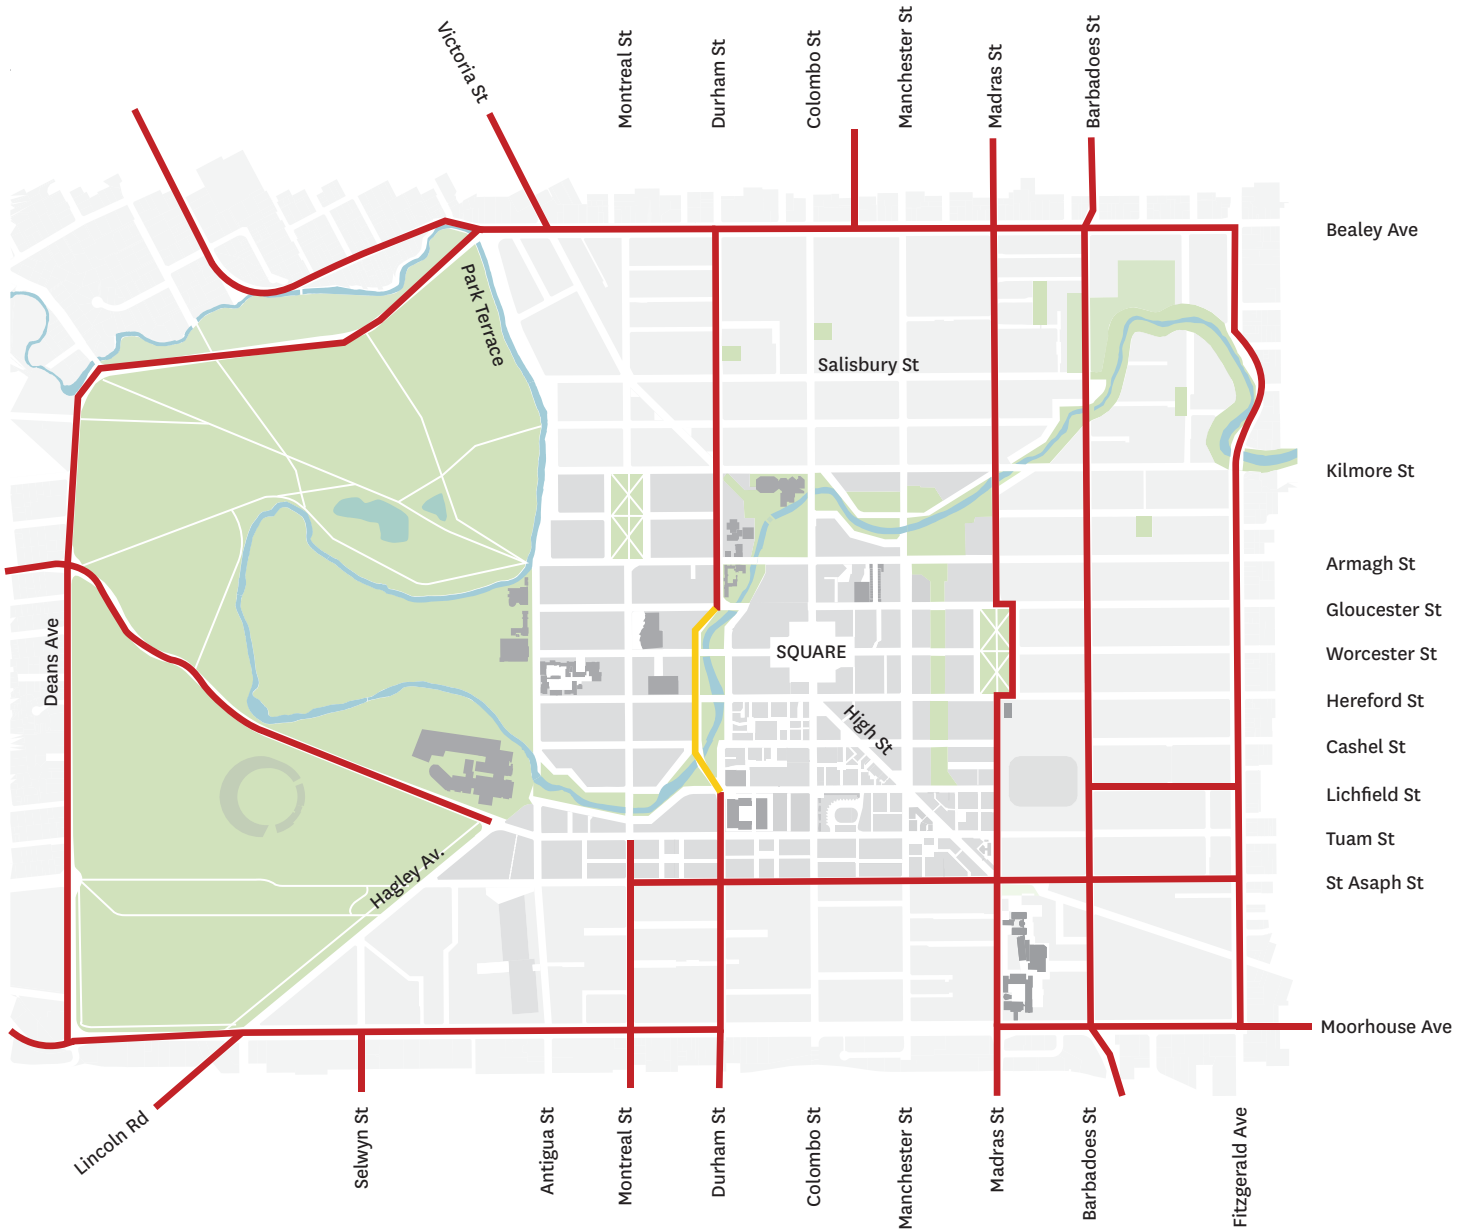 Victoria St
Montreal St
Durham St
Colombo St
Manchester St
Madras St
Barbadoes St
Bealey Ave
Park Terrace
Salisbury St
Kilmore St
Armagh St
Gloucester St
Deans Ave
SQUARE
Worcester St
Hereford St
High St
Cashel St
Lichfield St
Tuam St
Hagley Av.
St Asaph St
Moorhouse Ave
Lincoln Rd
Selwyn St
Antigua St
Montreal St
Durham St
Colombo St
Manchester St
Madras St
Barbadoes St
Fitzgerald Ave